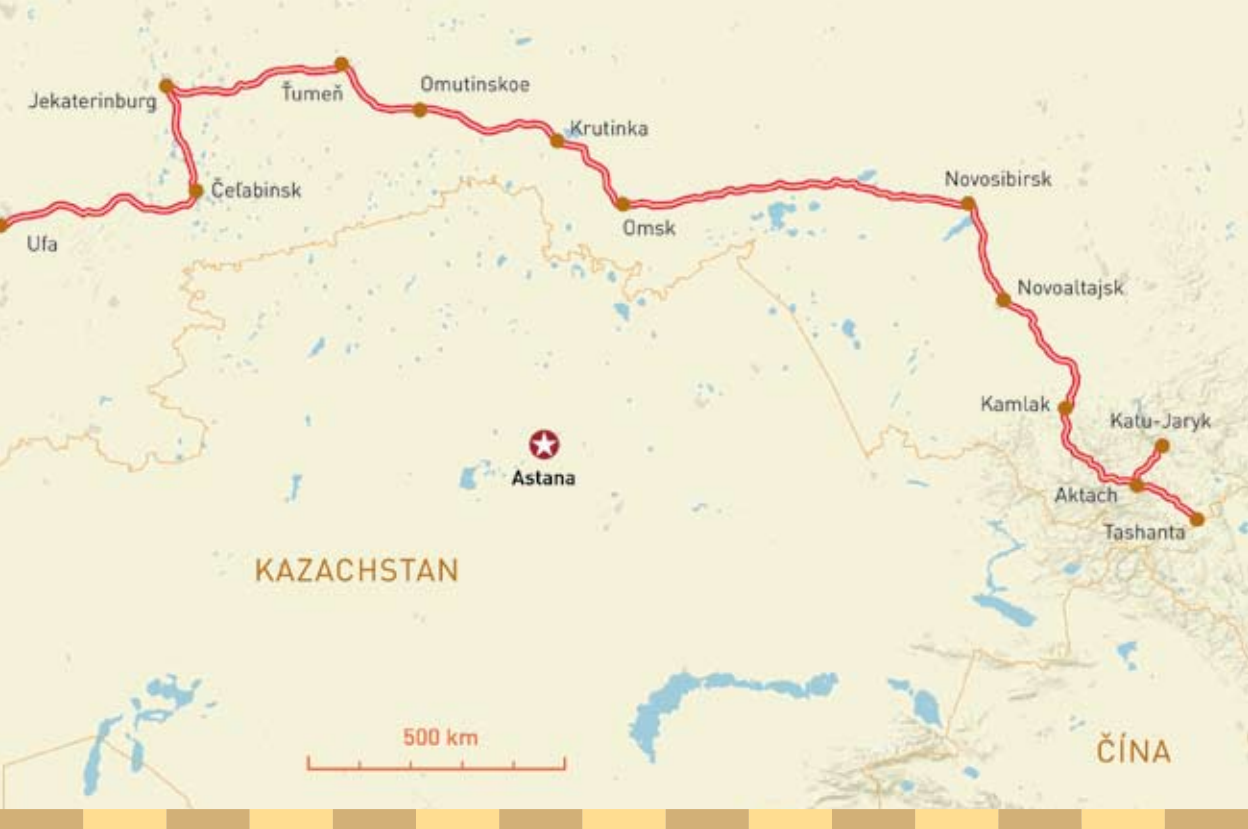 Omutinskoe
Jekaterinburg
Ťumeň
Krutinka
Čeľabinsk
Novosibirsk
Omsk
Ufa
Novoaltajsk
Kamlak
Katu-Jaryk
Astana
Aktach
Tashanta
KAZACHSTAN
500 km
ČÍNA